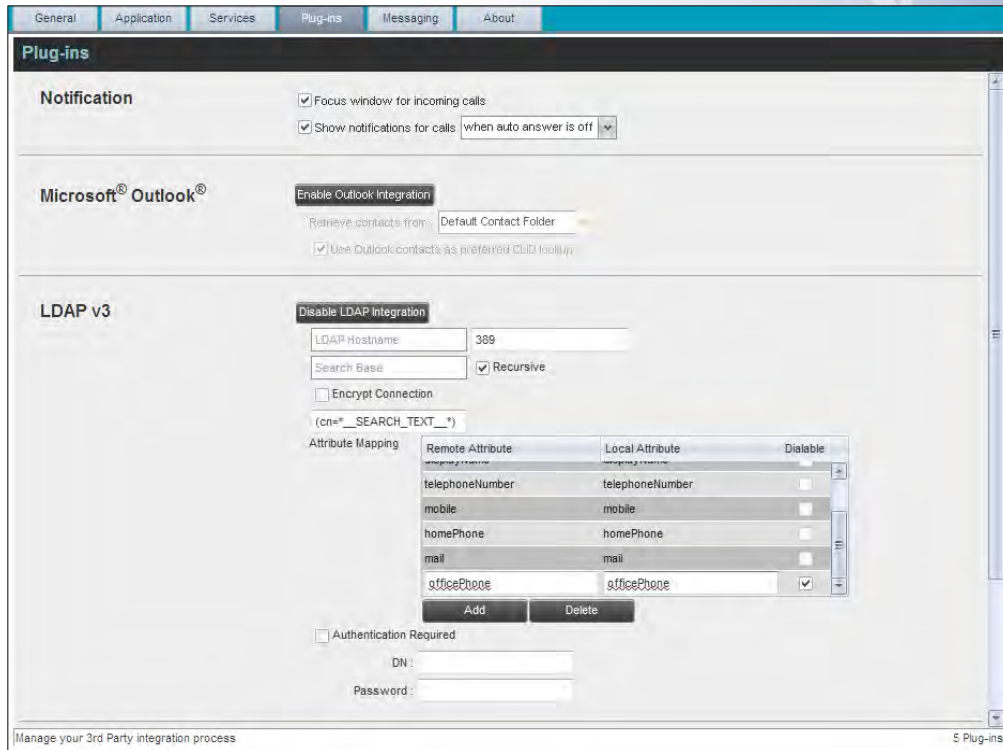 General Application Services Plug-ins Messaging About
Plug-ins
Notification
Focus window for incoming calls
Show notifications for calls when auto answer is off
Microsoft® Outlook®
Enable Outlook Integration
Retrieve contacts from : Default Contact Folder
Use Outlook contacts as preferred CLID lookup
LDAP v3
Disable LDAP Integration
LDAP Hostname 389
Search Base Recursive
Encrypt Connection
(cn=*__SEARCH_TEXT__*)
Attribute Mapping
Remote Attribute Local Attribute Dialable
displayName displayName
telephoneNumber telephoneNumber
mobile mobile
homePhone homePhone
mail mail
officePhone officePhone
Add Delete
Authentication Required
DN :
Password :
Manage your 3rd Party integration process 5 Plug-ins